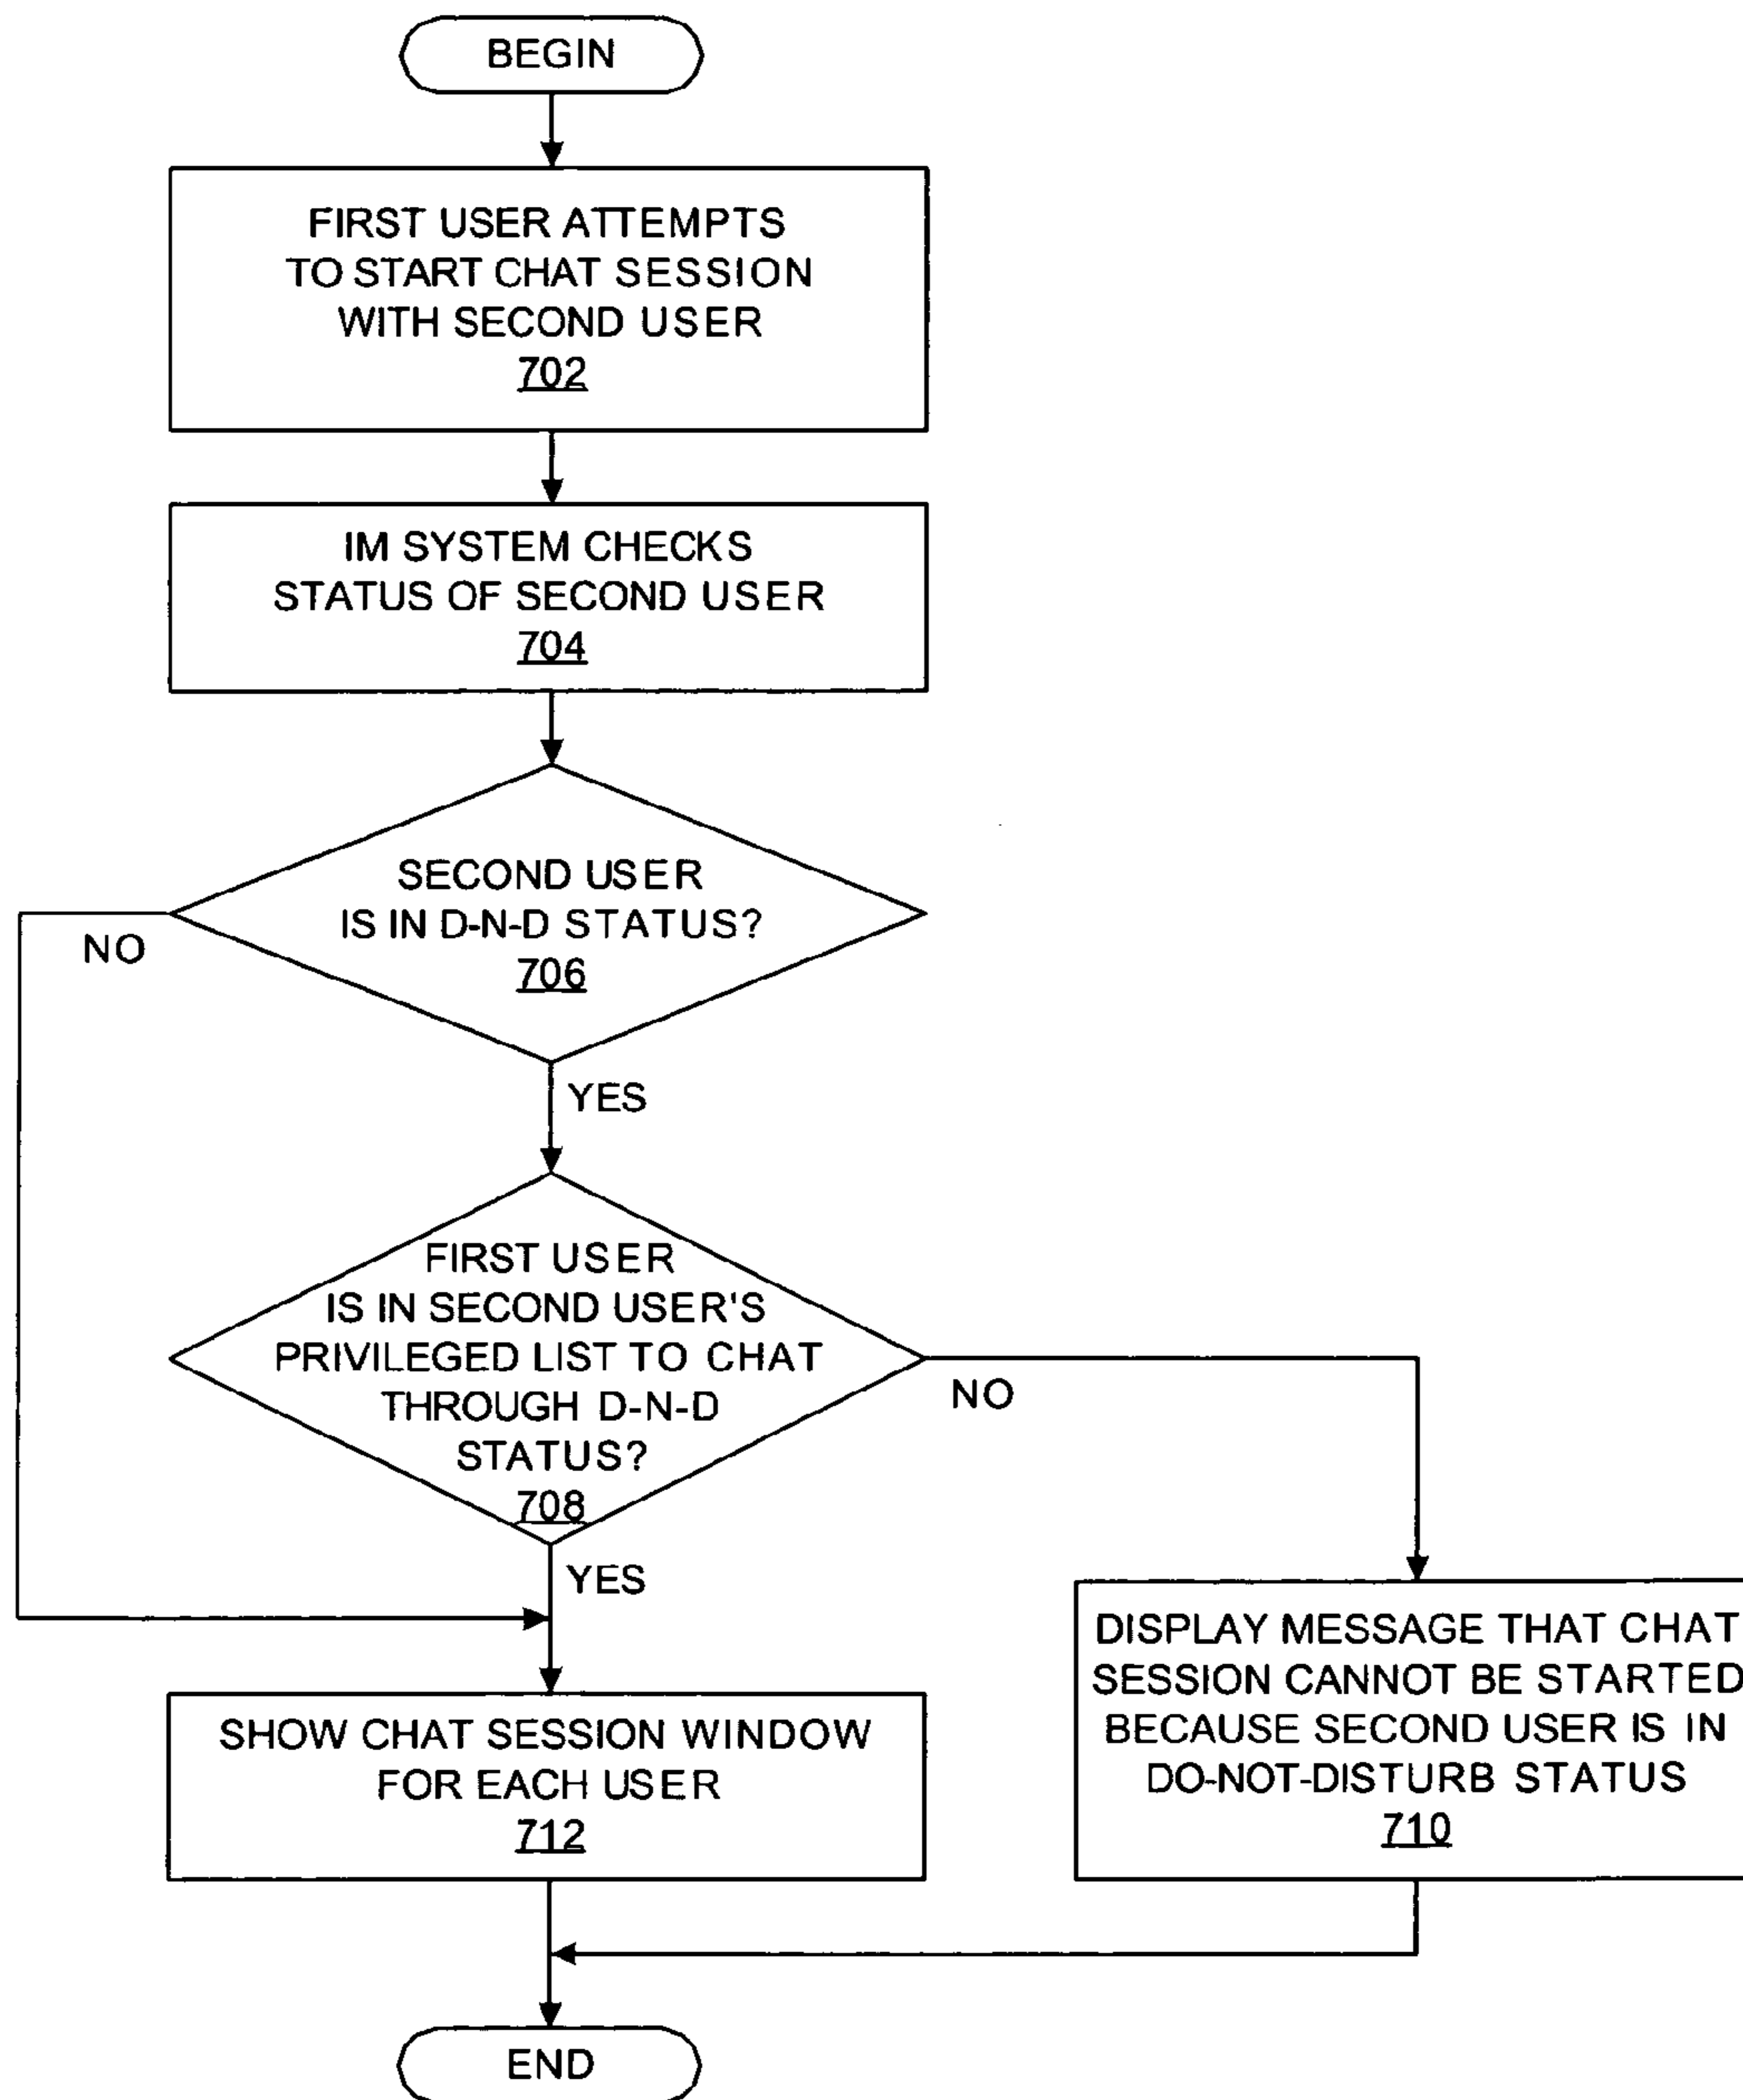 BEGIN
FIRST USER ATTEMPTS
TO START CHAT SESSION
WITH SECOND USER
702
IM SYSTEM CHECKS
STATUS OF SECOND USER
704
SECOND USER
IS IN D-N-D STATUS?
706
NO
YES
FIRST USER
IS IN SECOND USER'S
PRIVILEGED LIST TO CHAT
THROUGH D-N-D
STATUS?
708
NO
YES
DISPLAY MESSAGE THAT CHAT
SESSION CANNOT BE STARTED
BECAUSE SECOND USER IS IN
DO-NOT-DISTURB STATUS
710
SHOW CHAT SESSION WINDOW
FOR EACH USER
712
END